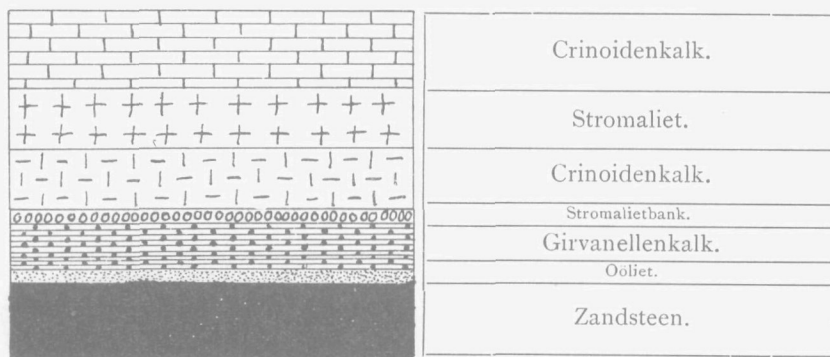 Crinoidenkalk.
Stromaliet.
Crinoidenkalk.
Stromalietbank.
Girvanellenkalk.
Oöliet.
Zandsteen.